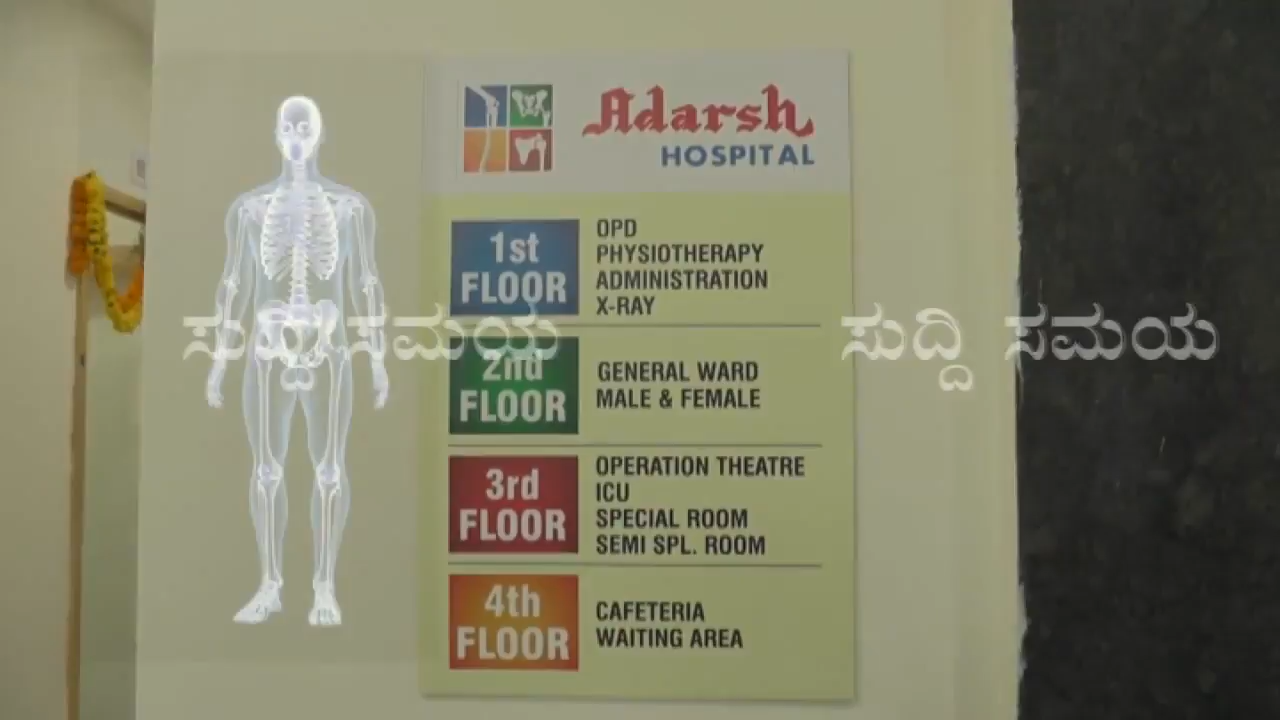 Adarsh
HOSPITAL
1st
FLOOR
OPD
PHYSIOTHERAPY
ADMINISTRATION
X-RAY
ಸುದ್ದಿ ಸಮಯ
ಸುದ್ದಿ ಸಮಯ
2nd
FLOOR
GENERAL WARD
MALE & FEMALE
3rd
FLOOR
OPERATION THEATRE
ICU
SPECIAL ROOM
SEMI SPL. ROOM
4th
FLOOR
CAFETERIA
WAITING AREA